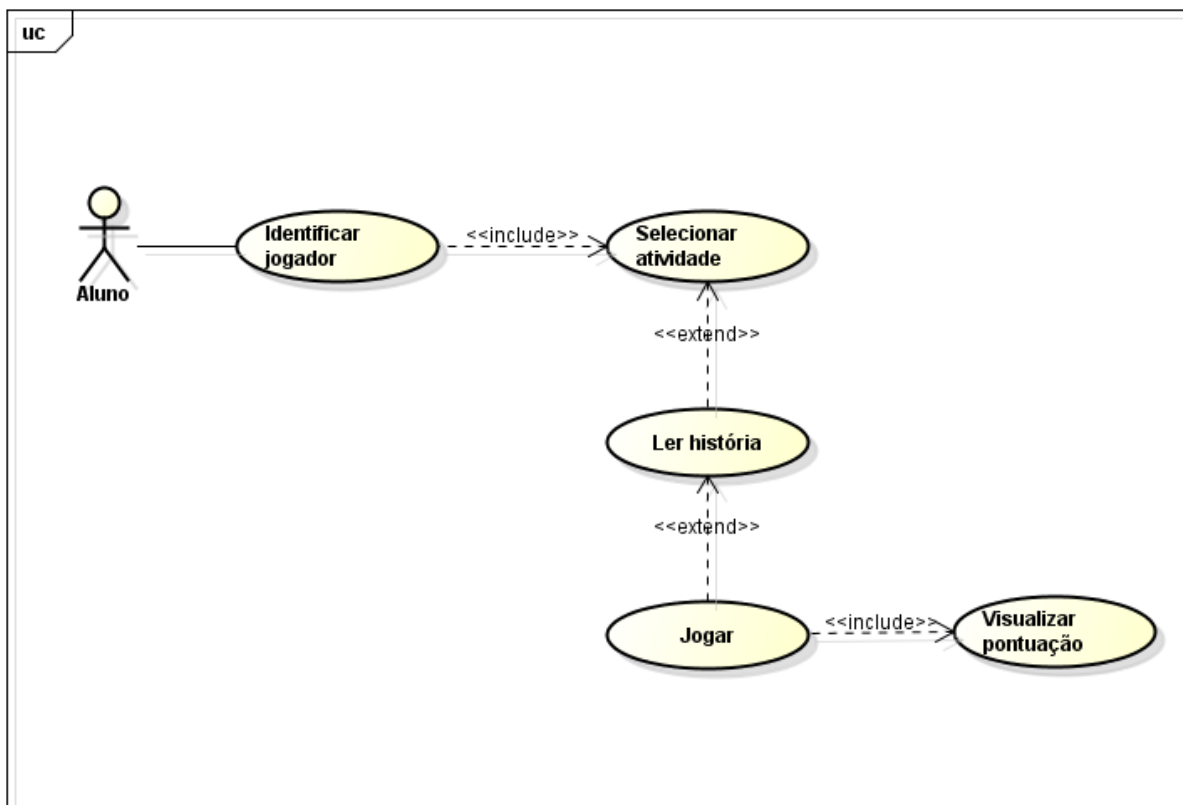 uc
Identificar
jogador
<<include>>
Selecionar
atividade
Aluno
<<extend>>
Ler história
<<extend>>
Jogar
<<include>>
Visualizar
pontuação